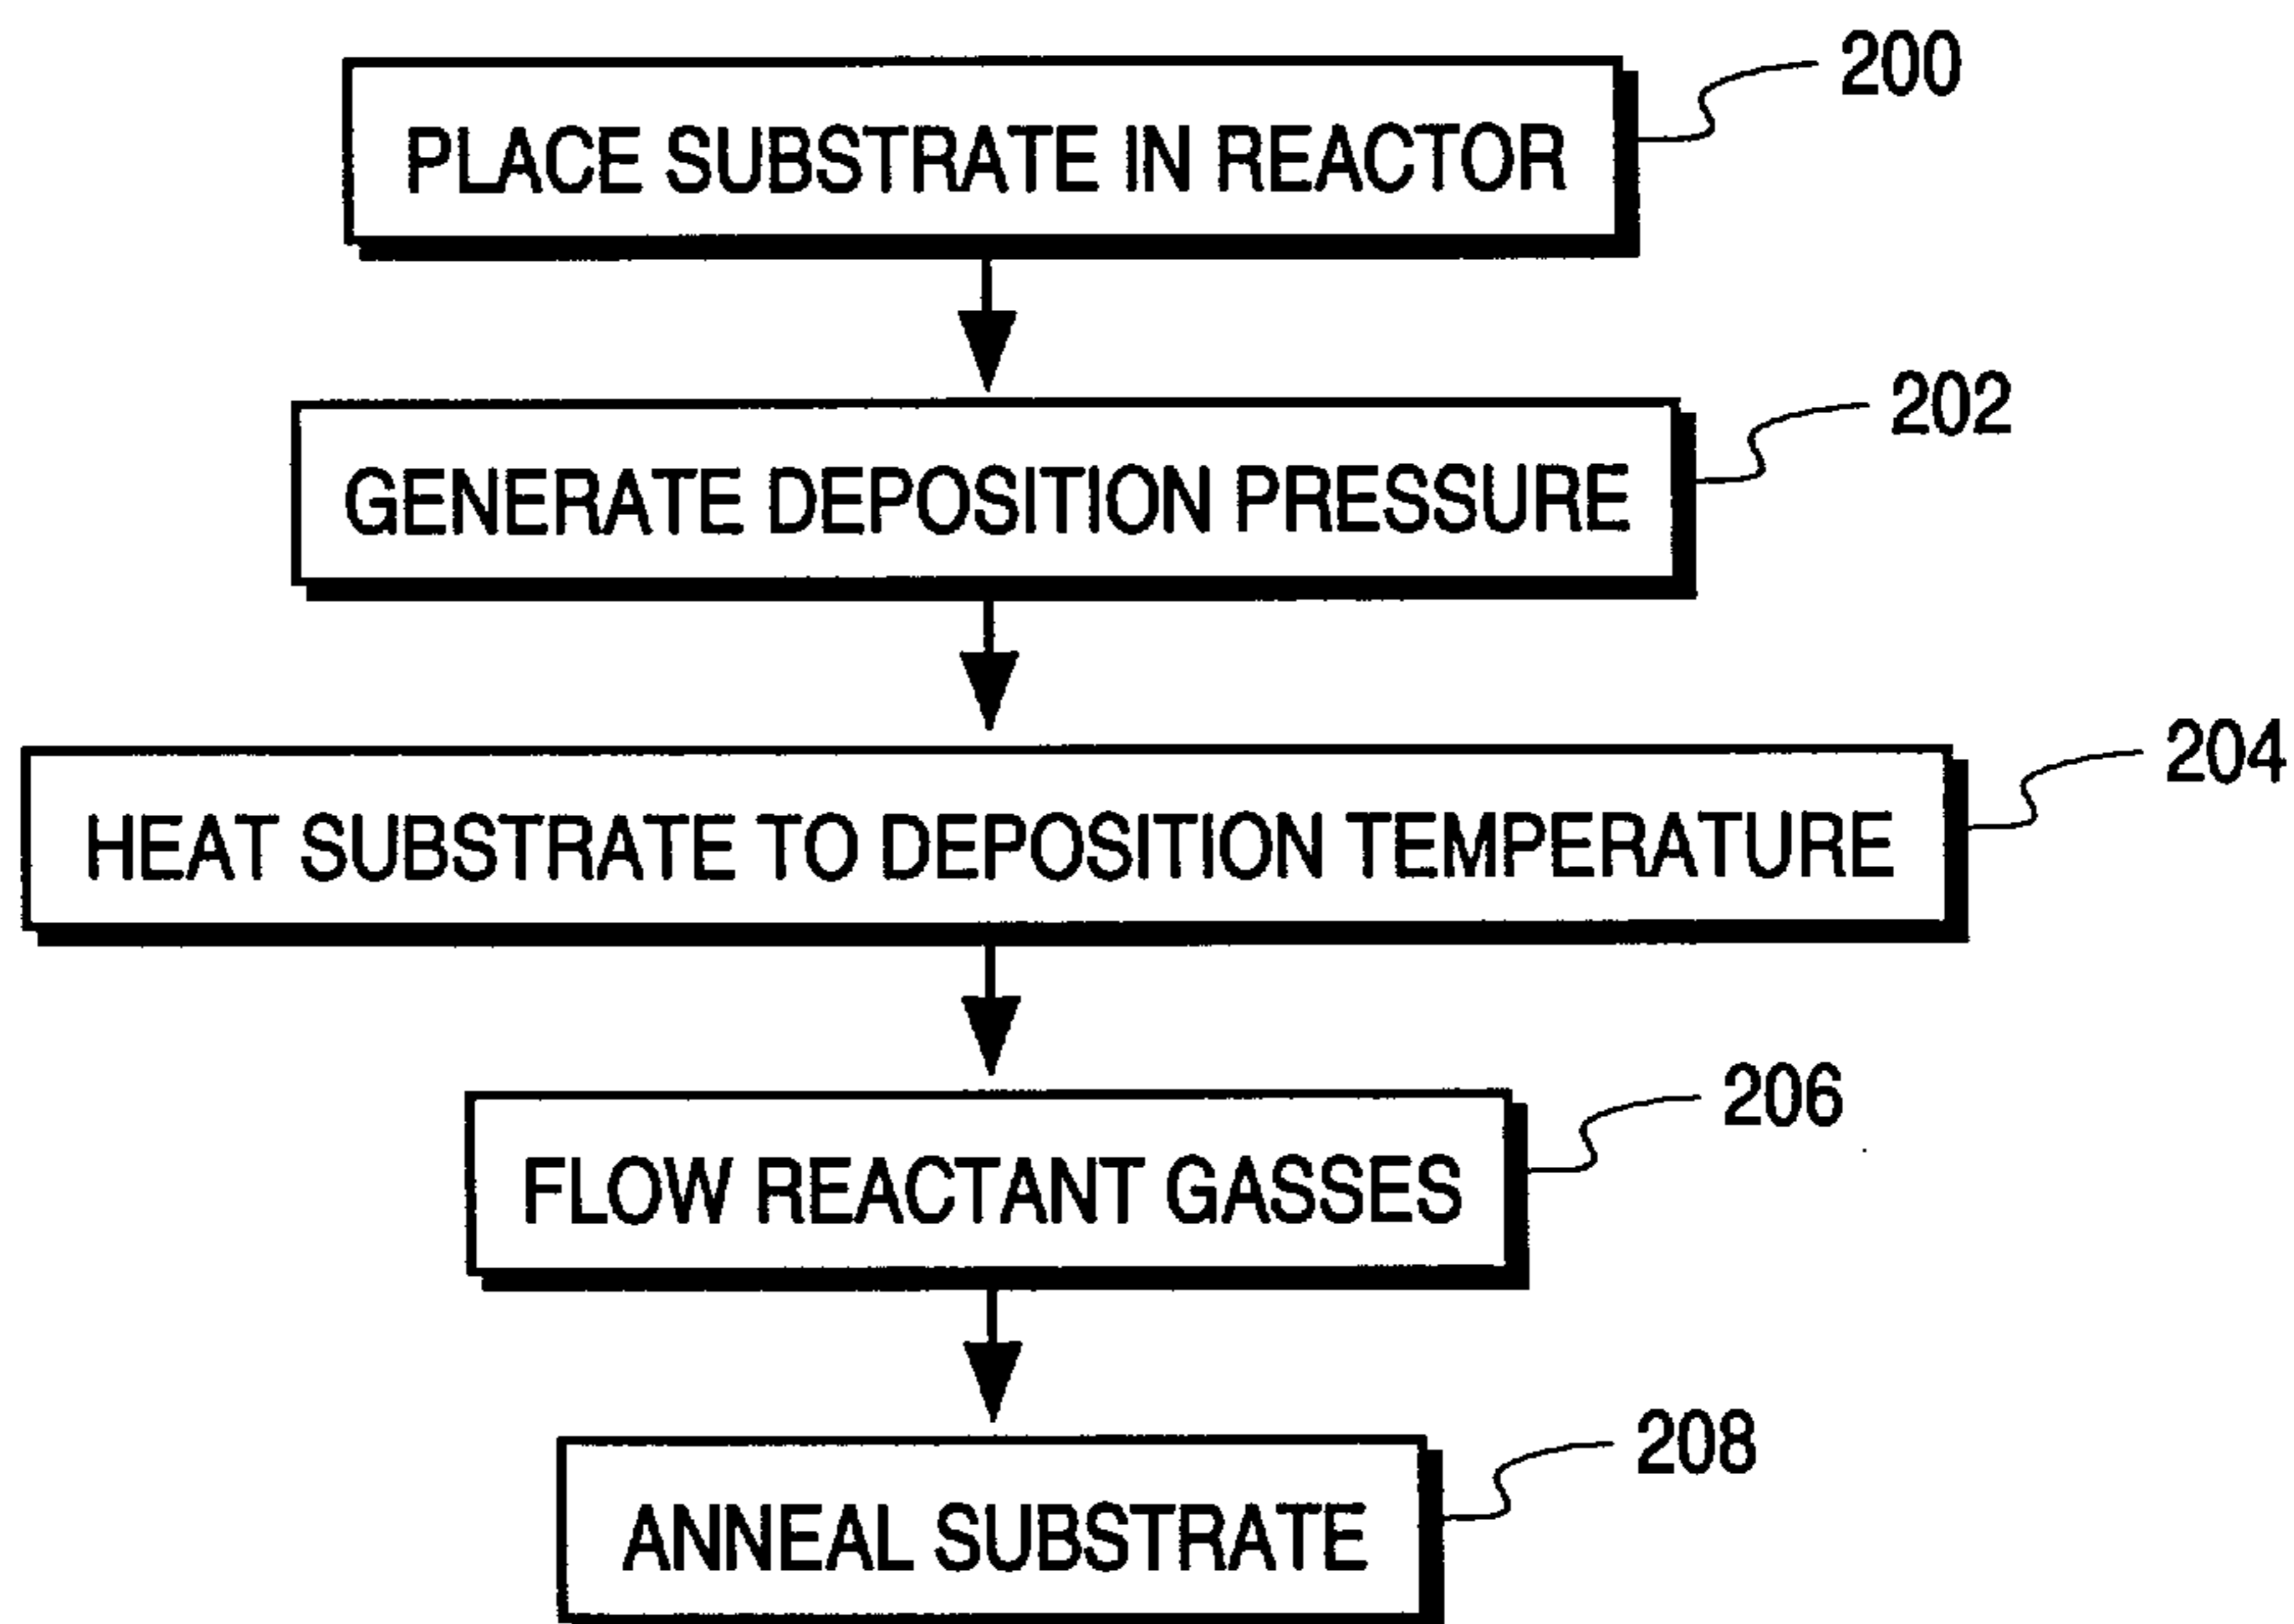 200
PLACE SUBSTRATE IN REACTOR
202
GENERATE DEPOSITION PRESSURE
204
HEAT SUBSTRATE TO DEPOSITION TEMPERATURE
206
FLOW REACTANT GASSES
208
ANNEAL SUBSTRATE